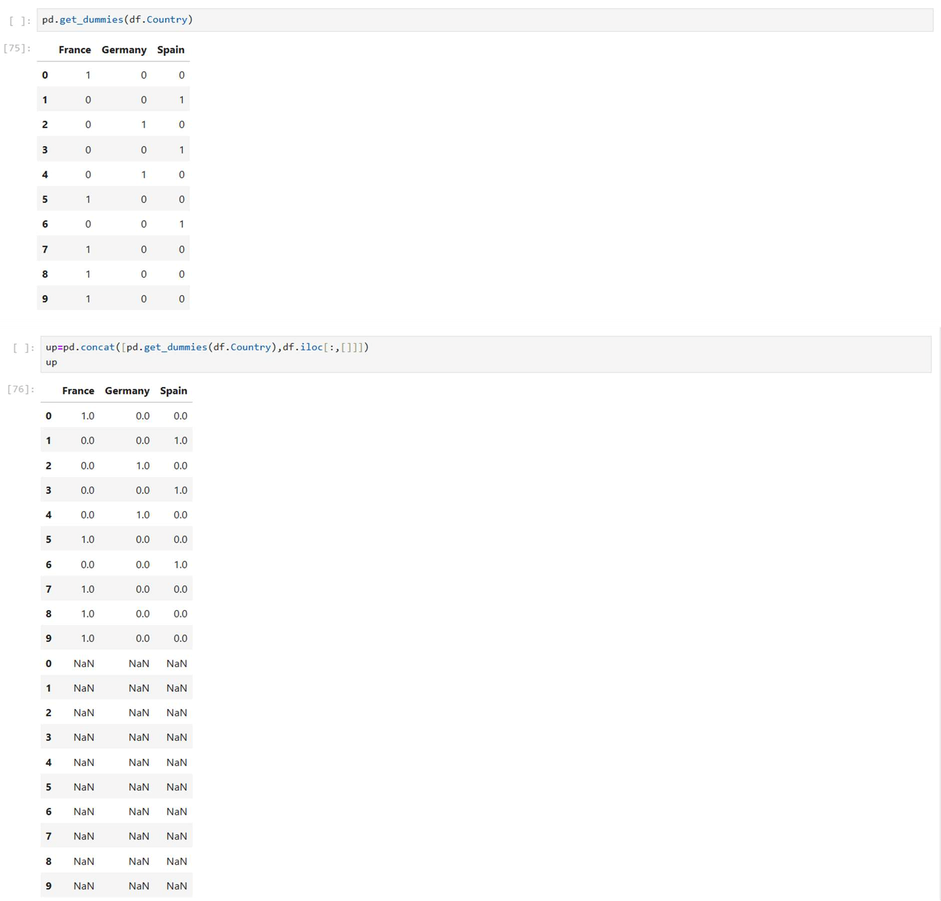 [ ]: pd.get_dummies(df.Country)
[75]: France Germany Spain
0 1 0 0
1 0 0 1
2 0 1 0
3 0 0 1
4 0 1 0
5 1 0 0
6 0 0 1
7 1 0 0
8 1 0 0
9 1 0 0
[ ]: up=pd.concat([pd.get_dummies(df.Country),df.iloc[:,[]]])
up
[76]: France Germany Spain
0 1.0 0.0 0.0
1 0.0 0.0 1.0
2 0.0 1.0 0.0
3 0.0 0.0 1.0
4 0.0 1.0 0.0
5 1.0 0.0 0.0
6 0.0 0.0 1.0
7 1.0 0.0 0.0
8 1.0 0.0 0.0
9 1.0 0.0 0.0
0 NaN NaN NaN
1 NaN NaN NaN
2 NaN NaN NaN
3 NaN NaN NaN
4 NaN NaN NaN
5 NaN NaN NaN
6 NaN NaN NaN
7 NaN NaN NaN
8 NaN NaN NaN
9 NaN NaN NaN